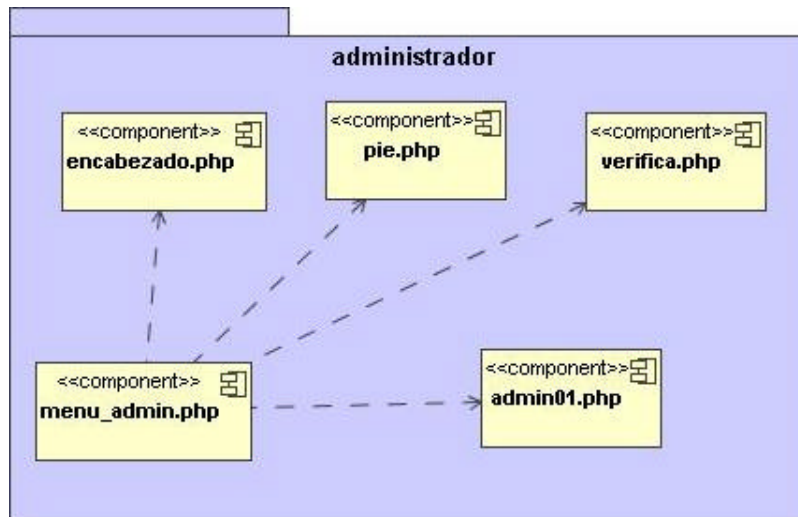 administrador
<<component>>
encabezado.php
<<component>>
pie.php
<<component>>
verifica.php
<<component>>
menu_admin.php
<<component>>
admin01.php